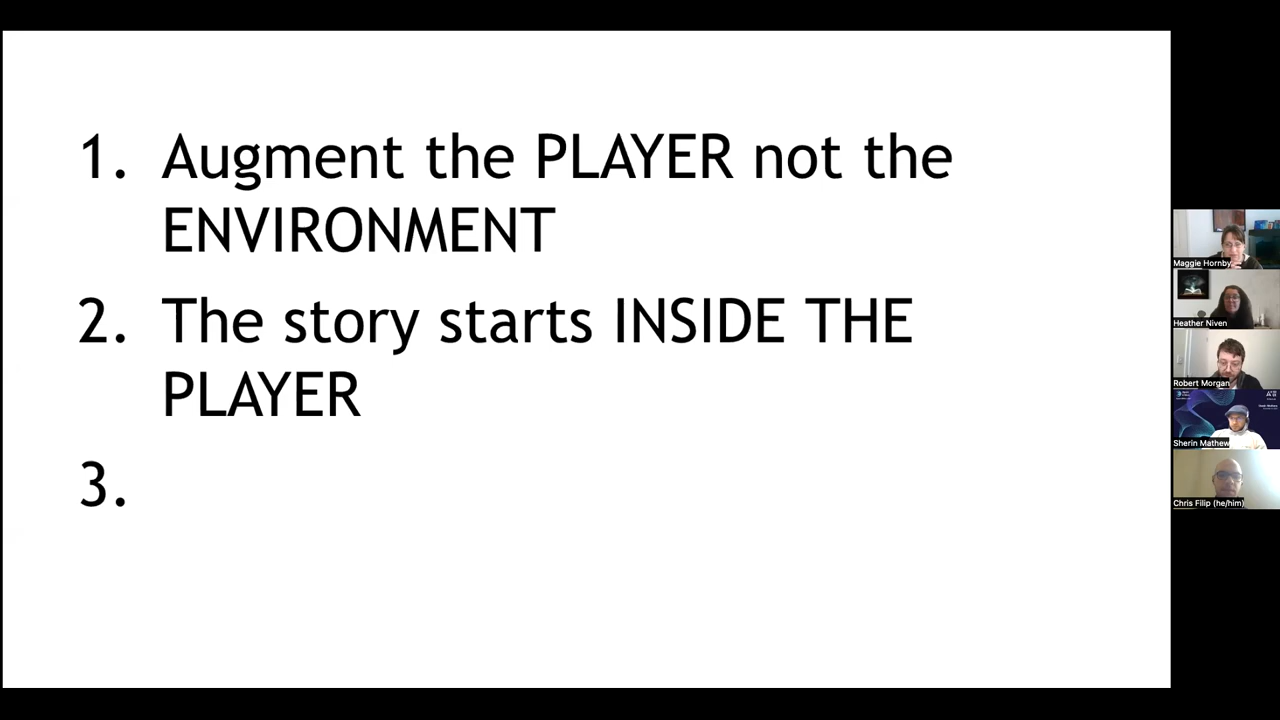 1. Augment the PLAYER not the
ENVIRONMENT
2. The story starts INSIDE THE
PLAYER
3.
Maggie Hornby
Heather Niven
Robert Morgan
Sherin Mathew
Chris Filip (he/him)